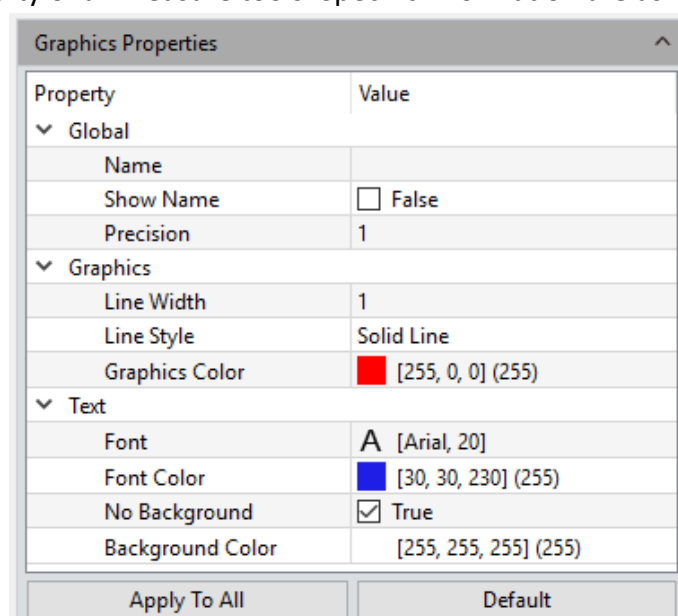 Graphics Properties
Property Value
Global
Name
Show Name False
Precision 1
Graphics
Line Width 1
Line Style Solid Line
Graphics Color [255, 0, 0] (255)
Text
Font A [Arial, 20]
Font Color [30, 30, 230] (255)
No Background True
Background Color [255, 255, 255] (255)
Apply To All Default